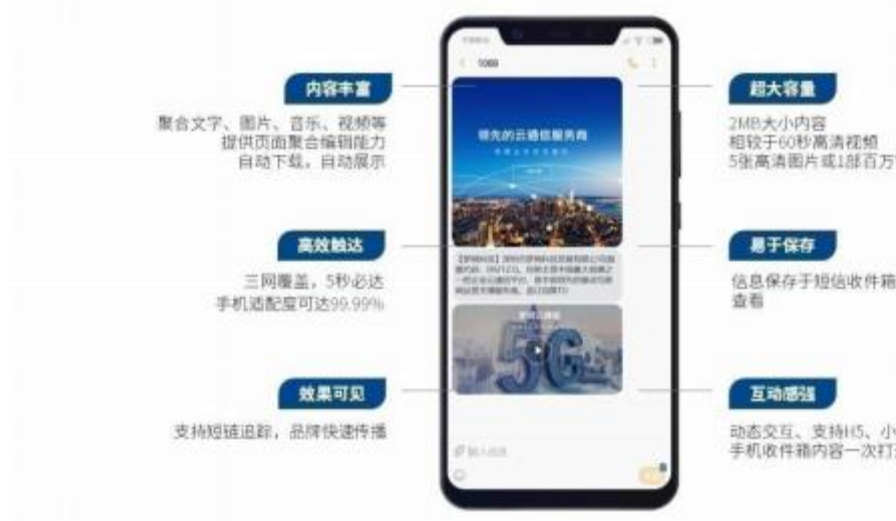 内容丰富
聚合文字、图片、音乐、视频等
提供页面聚合编辑能力
自动下载，自动展示
高效触达
三网覆盖，5秒必达
手机适配度可达99.99%
效果可见
支持短链追踪，品牌快速传播
1069
领先的云通信服务商
5G
输入信息
超大容量
2MB大小内容
相较于60秒高清视频
5张高清图片或1部百万
易于保存
信息保存于短信收件箱
查看
互动感强
动态交互、支持H5、小
手机收件箱内容一次打